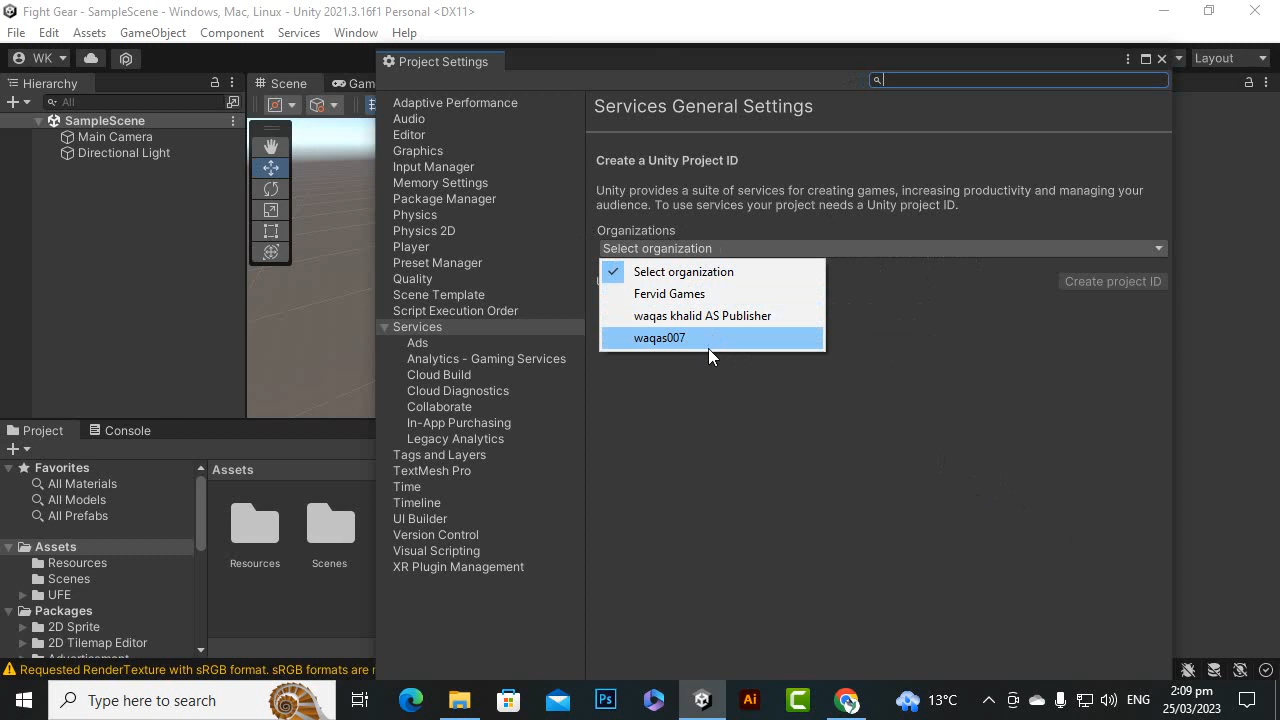 Fight Gear - SampleScene - Windows, Mac, Linux - Unity 2021.3.16f1 Personal <DX11>
File Edit Assets GameObject Component Services Window Help
WK
Layout
Hierarchy
All
SampleScene
Main Camera
Directional Light
Scene
Gam
Project Settings
Adaptive Performance
Audio
Editor
Graphics
Input Manager
Memory Settings
Package Manager
Physics
Physics 2D
Player
Preset Manager
Quality
Scene Template
Script Execution Order
Services
Ads
Analytics - Gaming Services
Cloud Build
Cloud Diagnostics
Collaborate
In-App Purchasing
Legacy Analytics
Tags and Layers
TextMesh Pro
Time
Timeline
UI Builder
Version Control
Visual Scripting
XR Plugin Management
Services General Settings
Create a Unity Project ID
Unity provides a suite of services for creating games, increasing productivity and managing your
audience. To use services your project needs a Unity project ID.
Organizations
Select organization
Select organization
Fervid Games
waqas khalid AS Publisher
waqas007
Create project ID
Project
Console
Favorites
All Materials
All Models
All Prefabs
Assets
Resources
Scenes
UFE
Packages
2D Sprite
2D Tilemap Editor
Assets
Resources
Scenes
Requested RenderTexture with sRGB format. sRGB formats are r
Type here to search
Ps
Ai
13°C
ENG
2:09 pm
25/03/2023